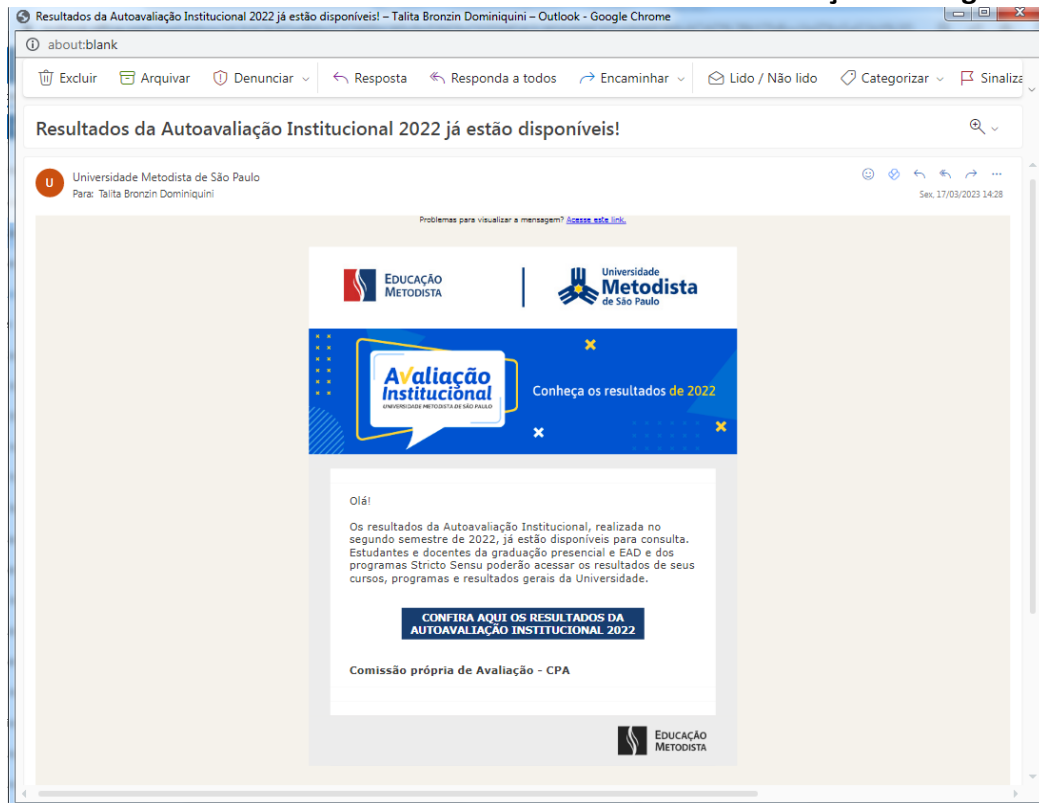 Resultados da Autoavaliação Institucional 2022 já estão disponíveis! – Talita Bronzin Dominiquini – Outlook - Google Chrome
about:blank
Excluir Arquivar Denunciar Resposta Responda a todos Encaminhar Lido / Não lido Categorizar Sinaliza
Resultados da Autoavaliação Institucional 2022 já estão disponíveis!
U
Universidade Metodista de São Paulo
Para: Talita Bronzin Dominiquini
Sex, 17/03/2023 14:28
Problemas para visualizar a mensagem? Acesse este link.
Educação
Metodista
Universidade
Metodista
de São Paulo
Avaliação
Institucional
UNIVERSIDADE METODISTA DE SÃO PAULO
Conheça os resultados de 2022
Olá!
Os resultados da Autoavaliação Institucional, realizada no
segundo semestre de 2022, já estão disponíveis para consulta.
Estudantes e docentes da graduação presencial e EAD e dos
programas Stricto Sensu poderão acessar os resultados de seus
cursos, programas e resultados gerais da Universidade.
CONFIRA AQUI OS RESULTADOS DA
AUTOAVALIAÇÃO INSTITUCIONAL 2022
Comissão própria de Avaliação - CPA
Educação
Metodista